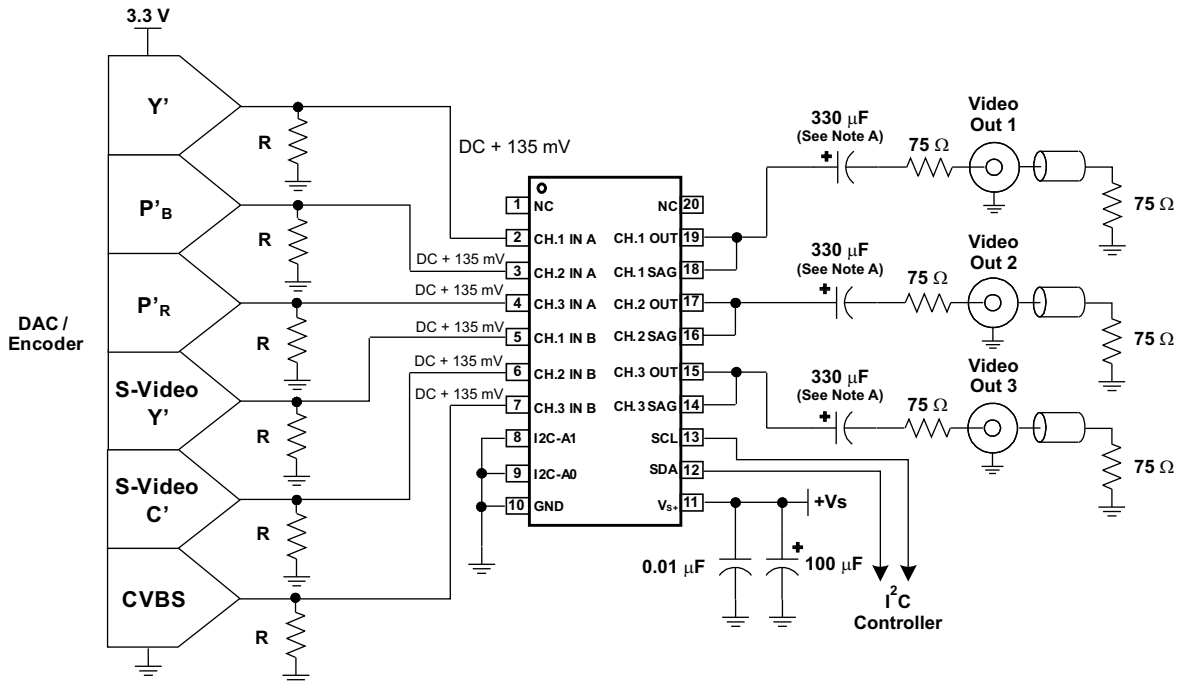 3.3 V
DAC /
Encoder
Y'
P'B
P'R
S-Video
Y'
S-Video
C'
CVBS
R
R
R
R
R
R
DC + 135 mV
DC + 135 mV
DC + 135 mV
DC + 135 mV
DC + 135 mV
DC + 135 mV
1 NC
2 CH.1 IN A
3 CH.2 IN A
4 CH.3 IN A
5 CH.1 IN B
6 CH.2 IN B
7 CH.3 IN B
8 I2C-A1
9 I2C-A0
10 GND
NC 20
CH.1 OUT 19
CH.1 SAG 18
CH.2 OUT 17
CH.2 SAG 16
CH.3 OUT 15
CH.3 SAG 14
SCL 13
SDA 12
VS+ 11
330 μF
(See Note A)
+
75 Ω
Video
Out 1
75 Ω
330 μF
(See Note A)
+
75 Ω
Video
Out 2
75 Ω
330 μF
(See Note A)
+
75 Ω
Video
Out 3
75 Ω
+Vs
0.01 μF
+
100 μF
I2C
Controller